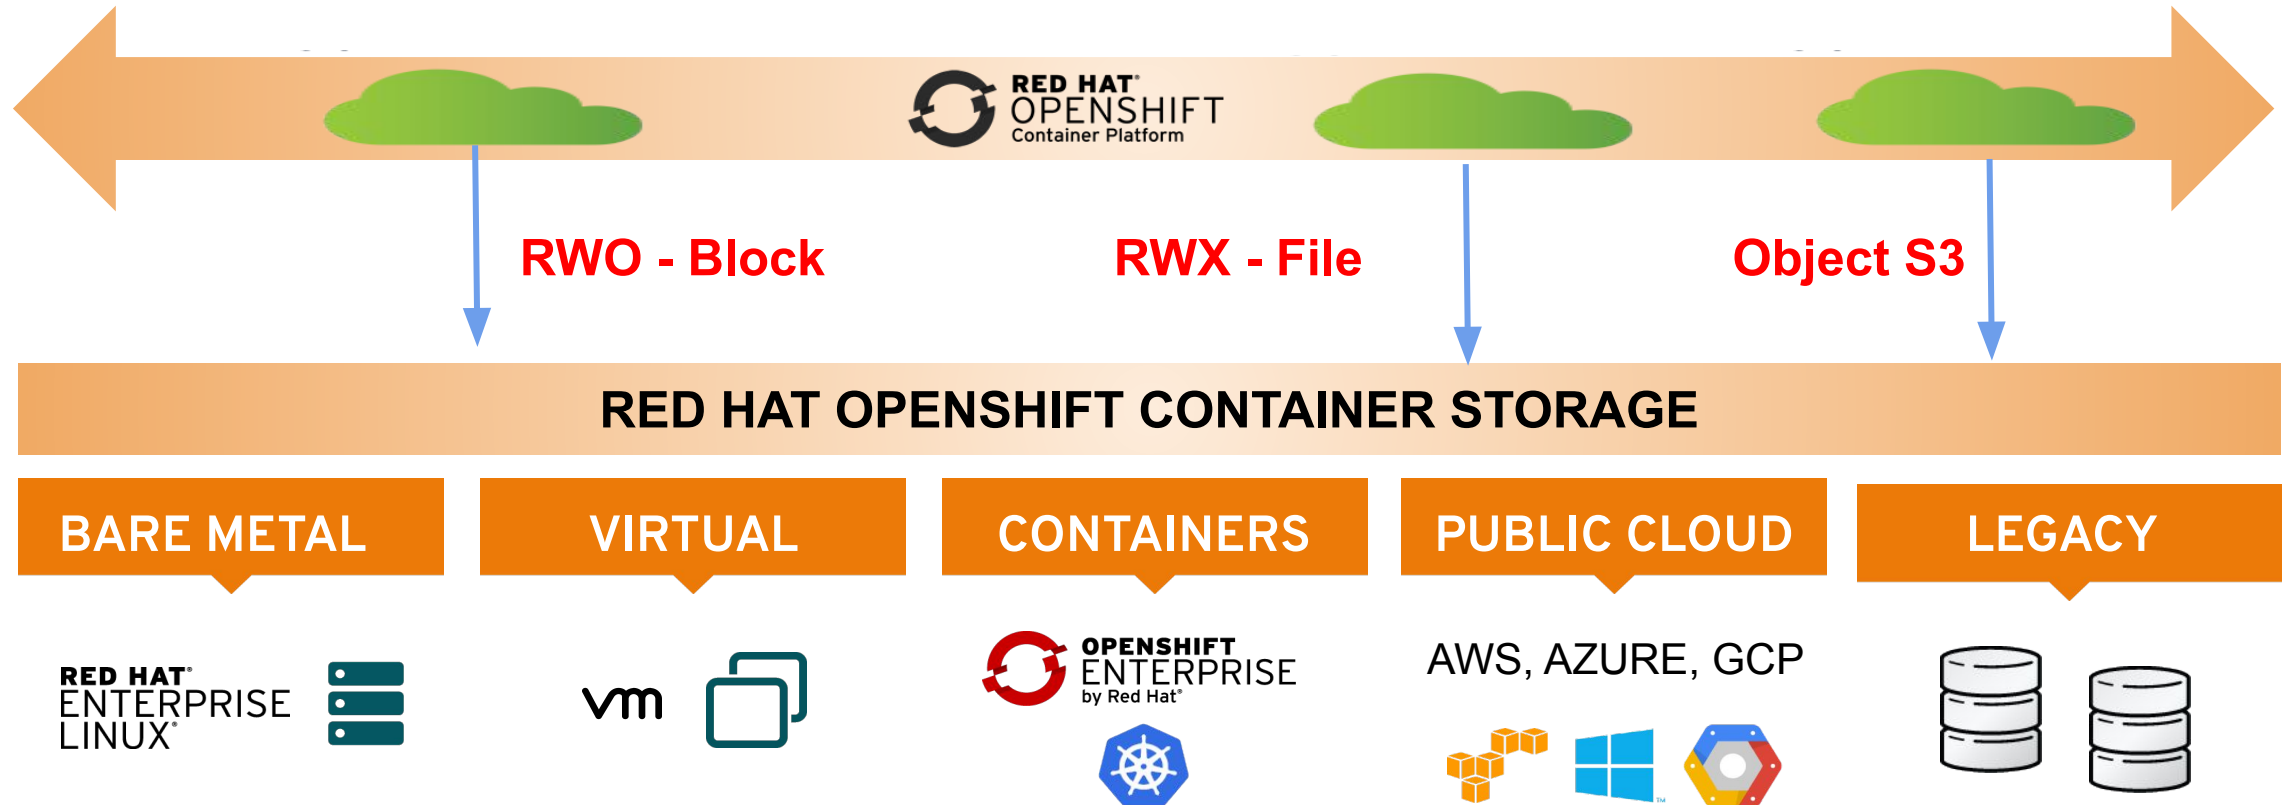 RED HAT®
OPENSHIFT
Container Platform
RWO - Block
RWX - File
Object S3
RED HAT OPENSHIFT CONTAINER STORAGE
BARE METAL
VIRTUAL
CONTAINERS
PUBLIC CLOUD
LEGACY
RED HAT®
ENTERPRISE
LINUX®
vm
OPENSHIFT
ENTERPRISE
by Red Hat®
AWS, AZURE, GCP
™